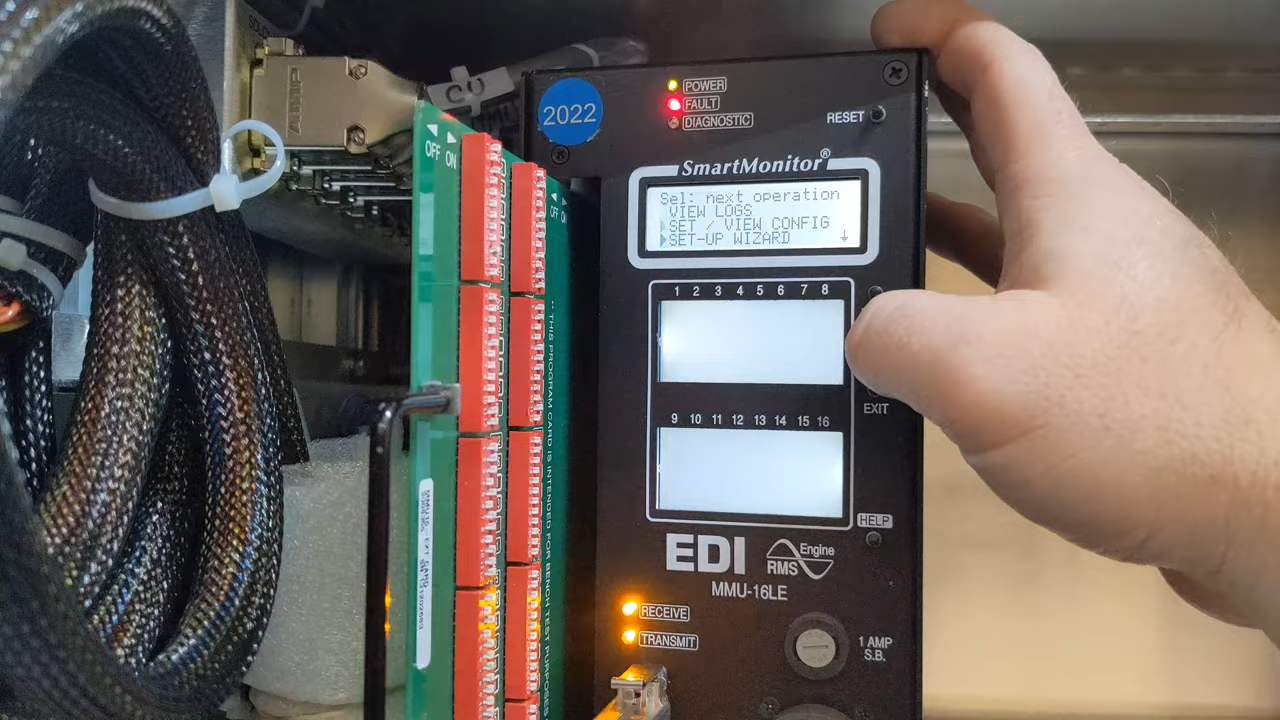 AMP
CU
OFF ON
OFF ON
2022
POWER
FAULT
DIAGNOSTIC
RESET
SmartMonitor®
Sel: next operation
VIEW LOGS
SET / VIEW CONFIG
SET-UP WIZARD
1 2 3 4 5 6 7 8
EXIT
9 10 11 12 13 14 15 16
HELP
EDI
RMS Engine
MMU-16LE
RECEIVE
TRANSMIT
1 AMP
S.B.
THIS PROGRAM CARD IS INTENDED FOR BENCH TEST PURPOSES